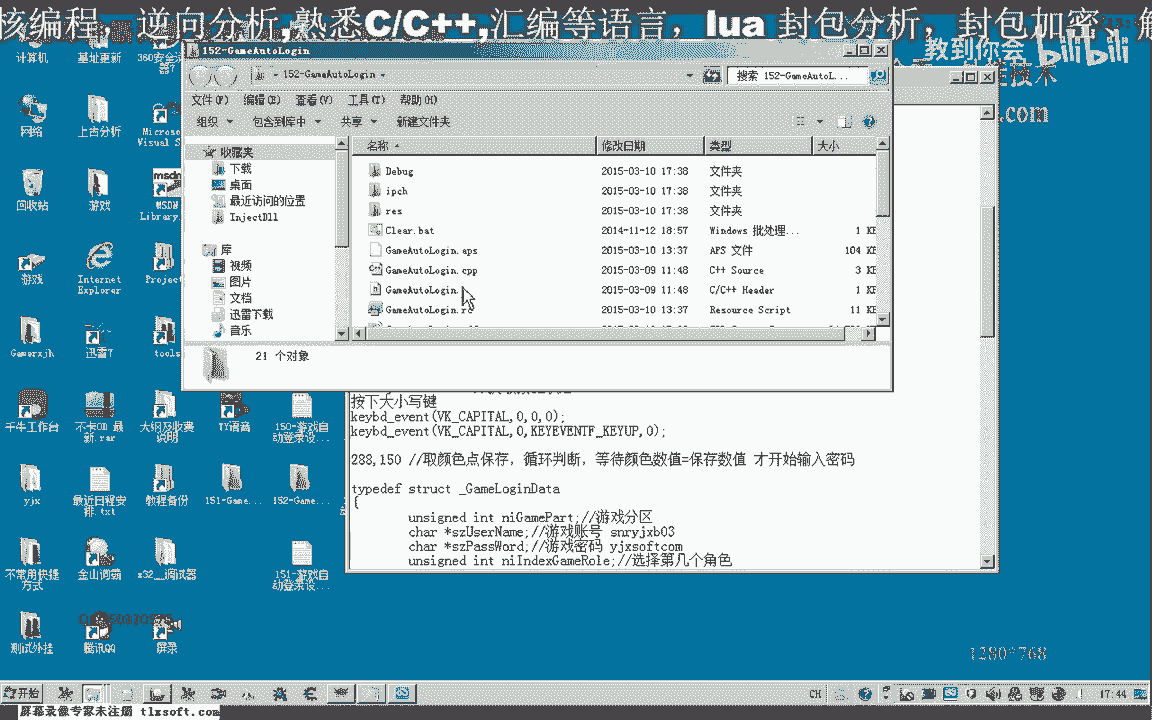 核编程，逆向分析,熟悉C/C++,汇编等语言，lua 封包分析，封包加密、解
教到你会 bilibili
技术
.com
152-GameAutoLogin
152-GameAutoLogin
搜索 152-GameAutoL...
文件(F) 编辑(E) 查看(V) 工具(T) 帮助(H)
组织 包含到库中 共享 新建文件夹
收藏夹
下载
桌面
最近访问的位置
InjectDll
库
视频
图片
文档
迅雷下载
音乐
名称 修改日期 类型 大小
Debug 2015-03-10 17:38 文件夹
ipch 2015-03-10 17:38 文件夹
res 2015-03-10 17:38 文件夹
Clear.bat 2014-11-12 18:57 Windows 批处理... 1 KB
GameAutoLogin.aps 2015-03-10 13:37 APS 文件 104 KB
GameAutoLogin.cpp 2015-03-09 11:48 C++ Source 3 KB
GameAutoLogin. 2015-03-09 11:48 C/C++ Header 1 KB
GameAutoLogin.rc 2015-03-10 13:37 Resource Script 11 KB
21 个对象
按下大小写键
keybd_event(VK_CAPITAL,0,0,0);
keybd_event(VK_CAPITAL,0,KEYEVENTF_KEYUP,0);
288,150 //取颜色点保存，循环判断，等待颜色数值=保存数值 才开始输入密码
typedef struct _GameLoginData
{
unsigned int niGamePart;//游戏分区
char *szUserName;//游戏账号 snryjxb03
char *szPassWord;//游戏密码 yjxsoftcom
unsigned int niIndexGameRole;//选择第几个角色
计算机 基址更新 360安全
网络 上古分析 Microso... Visual S
回收站 游戏 MSDN Library.
游戏 Internet Explorer Project
Gamerxjh 迅雷7 tools
千牛工作台 不卡OD 最新.rar 大纲及收费说明 YY语音 150-游戏自动登录设...
yjx 最近日程安排.txt 教程备份 151-Game... 152-Game...
不常用快捷方式 金山词霸 x32__调试器 151-游戏自动登录设...
测试外挂 腾讯QQ 屏录
1280*768
开始 CH 17:44
屏幕录像专家未注册 tlxsoft.com